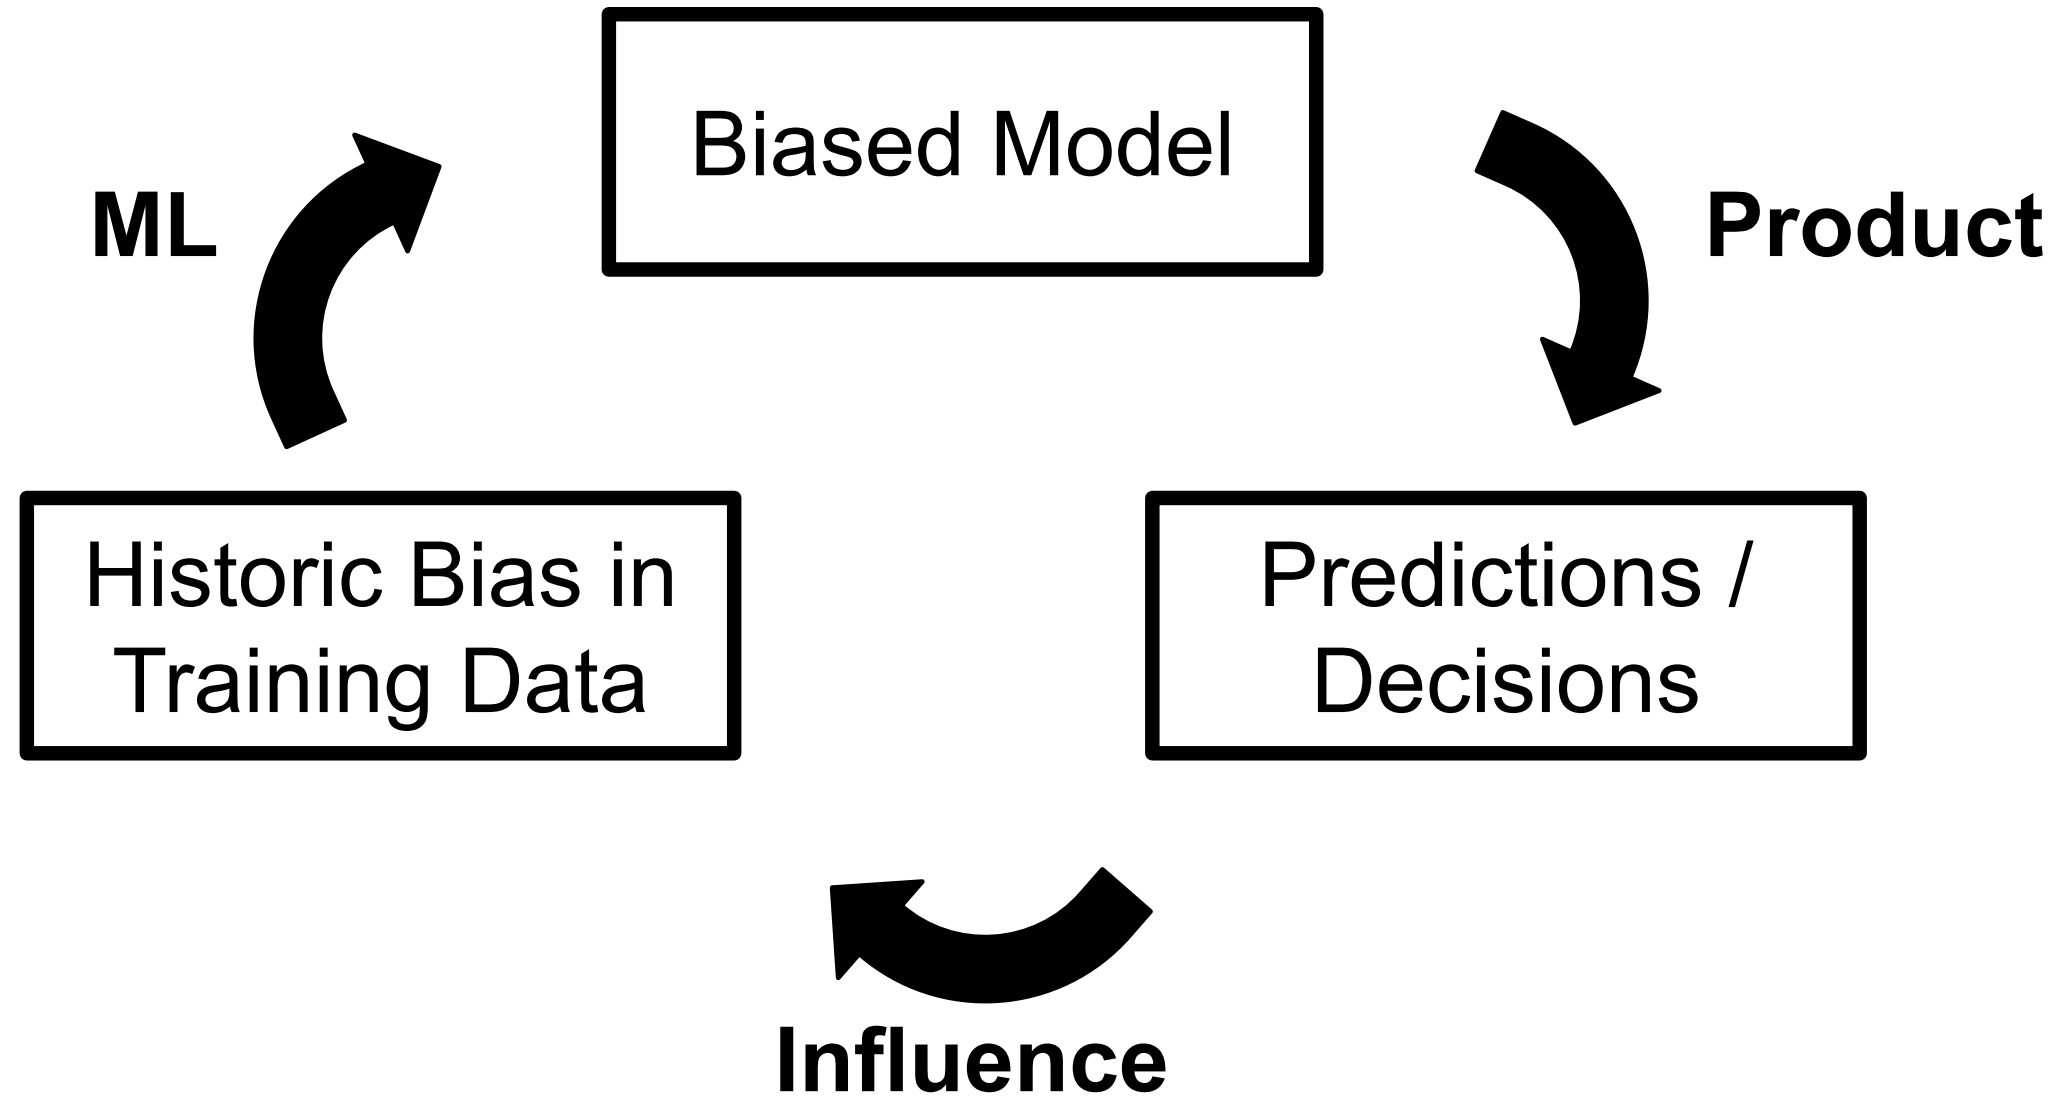 Biased Model
ML
Product
Historic Bias in
Training Data
Predictions /
Decisions
Influence